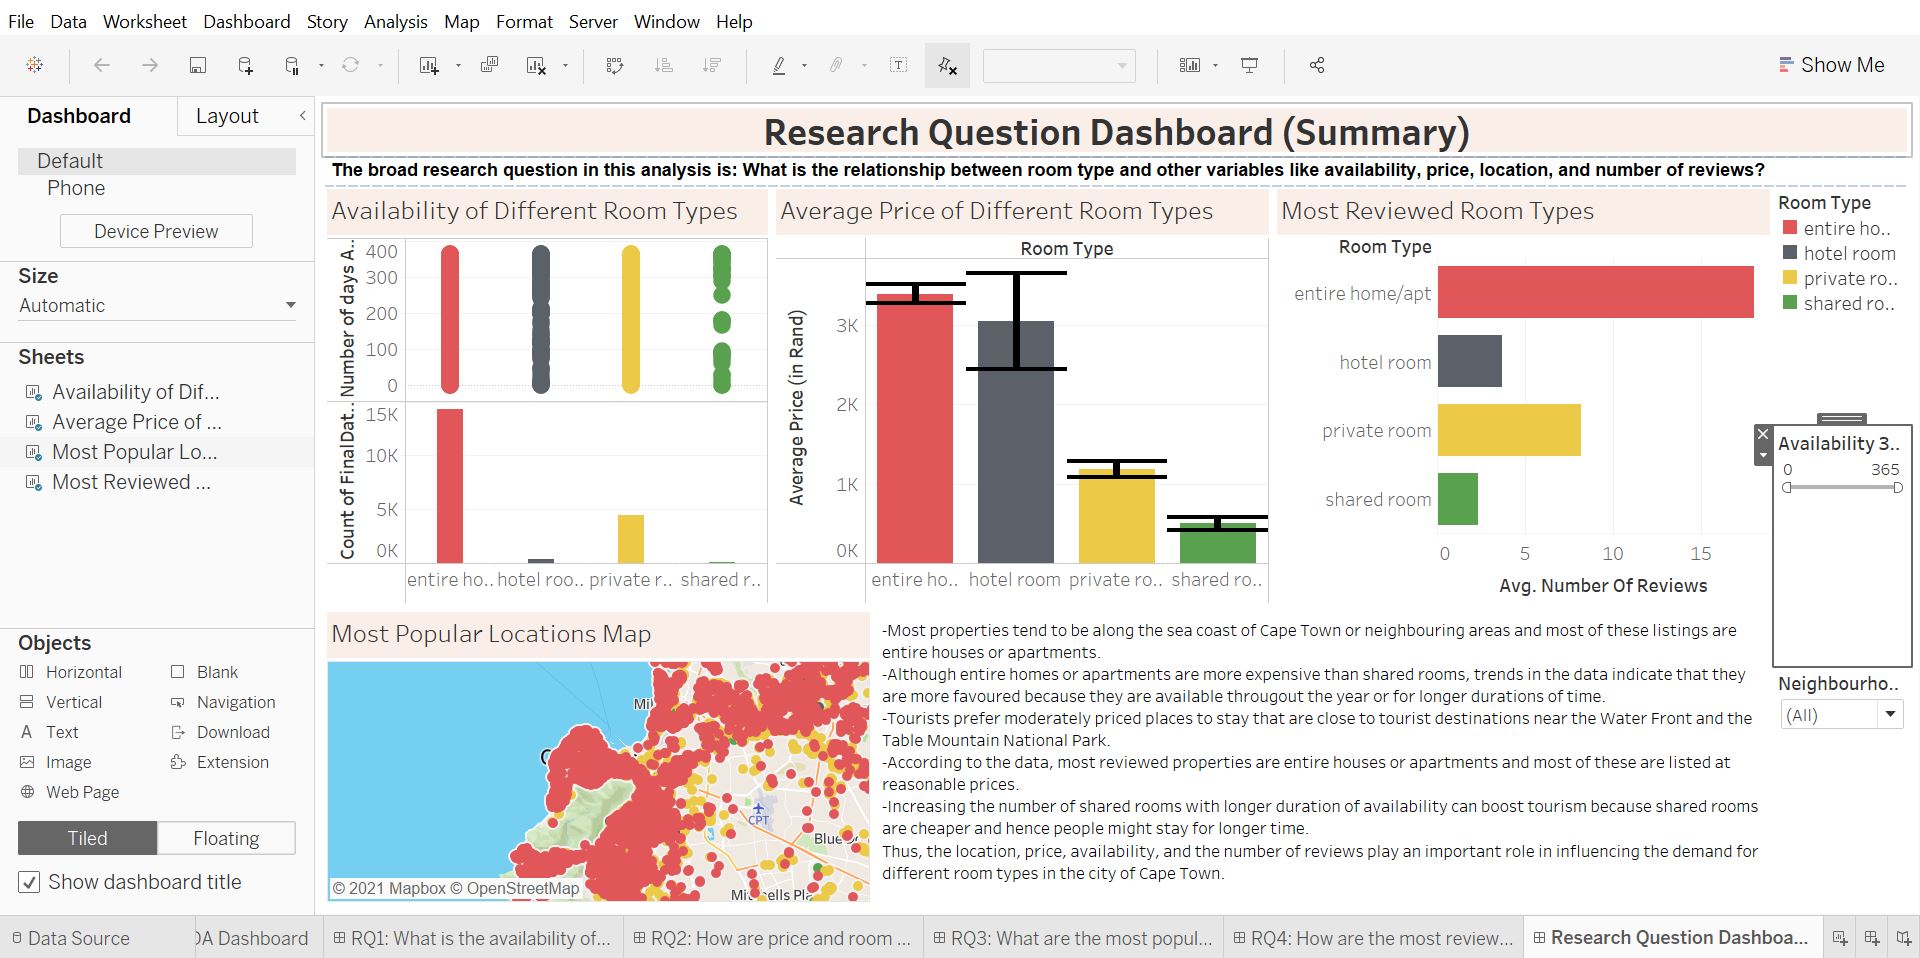 File Data Worksheet Dashboard Story Analysis Map Format Server Window Help
Show Me
Dashboard Layout
Default
Phone
Device Preview
Size
Automatic
Sheets
Availability of Dif...
Average Price of ...
Most Popular Lo...
Most Reviewed ...
Objects
Horizontal Blank
Vertical Navigation
Text Download
Image Extension
Web Page
Tiled Floating
Show dashboard title
Research Question Dashboard (Summary)
The broad research question in this analysis is: What is the relationship between room type and other variables like availability, price, location, and number of reviews?
Availability of Different Room Types
Number of days A..
400
300
200
100
0
Count of FinalDat..
15K
10K
5K
0K
entire ho.. hotel roo.. private r.. shared r..
Average Price of Different Room Types
Room Type
Average Price (in Rand)
3K
2K
1K
0K
entire ho.. hotel room private ro.. shared ro..
Most Reviewed Room Types
Room Type
entire home/apt
hotel room
private room
shared room
0 5 10 15
Avg. Number Of Reviews
Room Type
entire ho..
hotel room
private ro..
shared ro..
Availability 3..
0 365
Neighbourho..
(All)
Most Popular Locations Map
Mil
CPT
Mit
© 2021 Mapbox © OpenStreetMap
-Most properties tend to be along the sea coast of Cape Town or neighbouring areas and most of these listings are
entire houses or apartments.
-Although entire homes or apartments are more expensive than shared rooms, trends in the data indicate that they
are more favoured because they are available througout the year or for longer durations of time.
-Tourists prefer moderately priced places to stay that are close to tourist destinations near the Water Front and the
Table Mountain National Park.
-According to the data, most reviewed properties are entire houses or apartments and most of these are listed at
reasonable prices.
-Increasing the number of shared rooms with longer duration of availability can boost tourism because shared rooms
are cheaper and hence people might stay for longer time.
Thus, the location, price, availability, and the number of reviews play an important role in influencing the demand for
different room types in the city of Cape Town.
Data Source DA Dashboard RQ1: What is the availability of... RQ2: How are price and room ... RQ3: What are the most popul... RQ4: How are the most review... Research Question Dashboa...